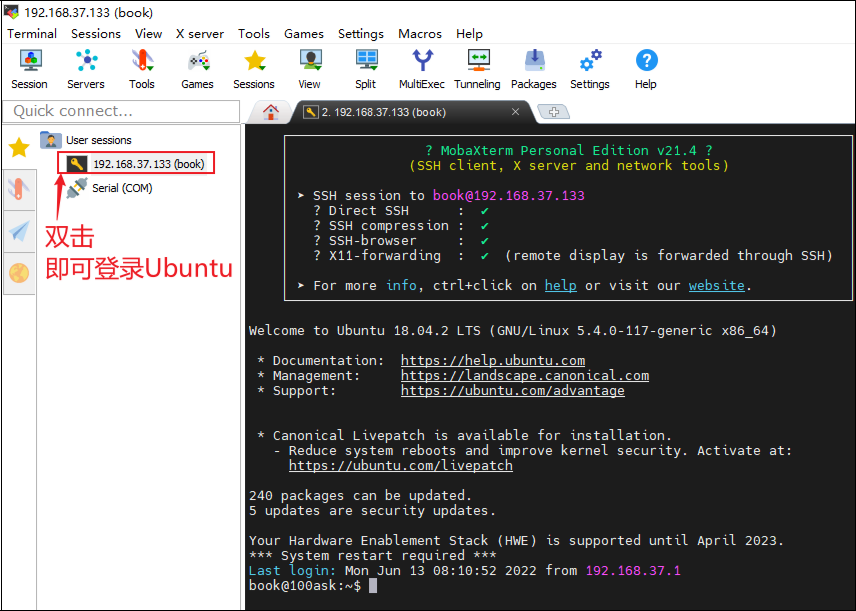 192.168.37.133 (book)
Terminal Sessions View X server Tools Games Settings Macros Help
Session Servers Tools Games Sessions View Split MultiExec Tunneling Packages Settings Help
Quick connect...
2. 192.168.37.133 (book)
User sessions
192.168.37.133 (book)
Serial (COM)
双击
即可登录Ubuntu
? MobaXterm Personal Edition v21.4 ?
(SSH client, X server and network tools)
➤ SSH session to book@192.168.37.133
? Direct SSH : ✔
? SSH compression : ✔
? SSH-browser : ✔
? X11-forwarding : ✔ (remote display is forwarded through SSH)
➤ For more info, ctrl+click on help or visit our website.
Welcome to Ubuntu 18.04.2 LTS (GNU/Linux 5.4.0-117-generic x86_64)
* Documentation: https://help.ubuntu.com
* Management: https://landscape.canonical.com
* Support: https://ubuntu.com/advantage
* Canonical Livepatch is available for installation.
- Reduce system reboots and improve kernel security. Activate at:
https://ubuntu.com/livepatch
240 packages can be updated.
5 updates are security updates.
Your Hardware Enablement Stack (HWE) is supported until April 2023.
*** System restart required ***
Last login: Mon Jun 13 08:10:52 2022 from 192.168.37.1
book@100ask:~$